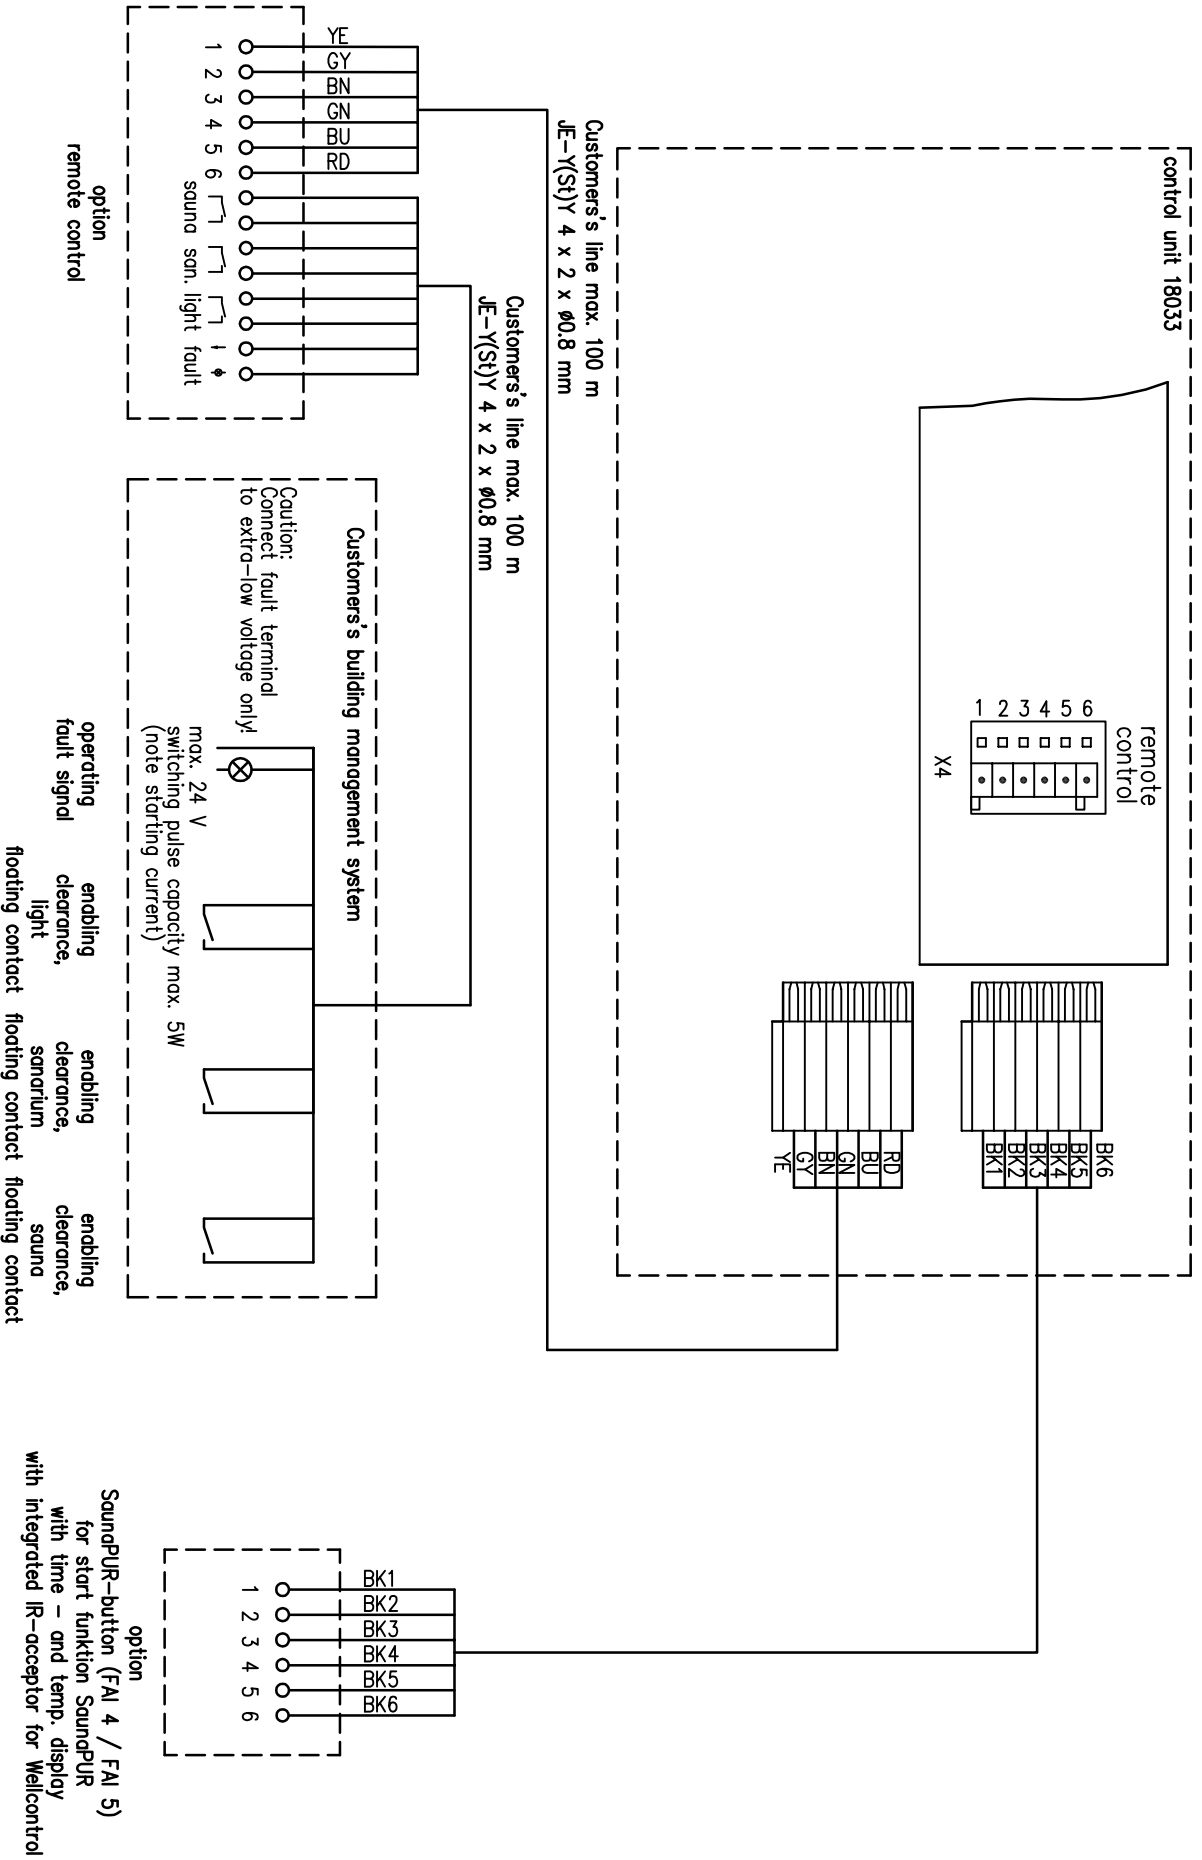 control unit 18033
remote
control
1 2 3 4 5 6
X4
BK6
BK5
BK4
BK3
BK2
BK1
RD
BU
GN
BN
GY
YE
Customers's line max. 100 m
JE-Y(St)Y 4 x 2 x ø0.8 mm
Customers's line max. 100 m
JE-Y(St)Y 4 x 2 x ø0.8 mm
YE
GY
BN
GN
BU
RD
1 2 3 4 5 6
sauna san. light fault
option
remote control
Customers's building management system
Caution:
Connect fault terminal
to extra-low voltage only!
max. 24 V
switching pulse capacity max. 5W
(note starting current)
operating
fault signal
enabling
clearance,
light
floating contact
enabling
clearance,
sanarium
floating contact
enabling
clearance,
sauna
floating contact
BK1
BK2
BK3
BK4
BK5
BK6
1 2 3 4 5 6
option
SaunaPUR-button (FAI 4 / FAI 5)
for start funktion SaunaPUR
with time - and temp. display
with integrated IR-acceptor for Wellcontrol